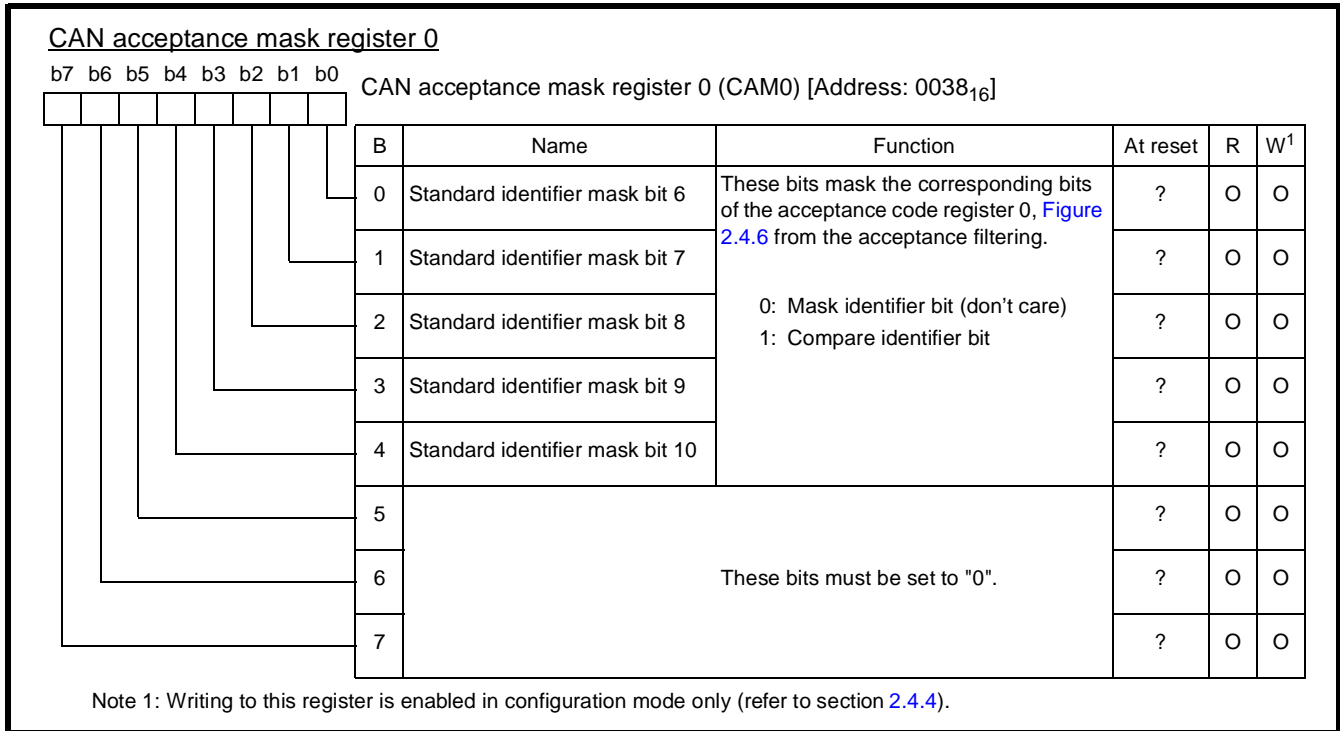 CAN acceptance mask register 0
b7 b6 b5 b4 b3 b2 b1 b0
CAN acceptance mask register 0 (CAM0) [Address: 0038₁₆]
B Name Function At reset R W¹
0 Standard identifier mask bit 6 These bits mask the corresponding bits ? O O
of the acceptance code register 0, Figure
2.4.6 from the acceptance filtering.
1 Standard identifier mask bit 7 ? O O
0: Mask identifier bit (don't care)
2 Standard identifier mask bit 8 ? O O
1: Compare identifier bit
3 Standard identifier mask bit 9 ? O O
4 Standard identifier mask bit 10 ? O O
5 ? O O
6 These bits must be set to "0". ? O O
7 ? O O
Note 1: Writing to this register is enabled in configuration mode only (refer to section 2.4.4).